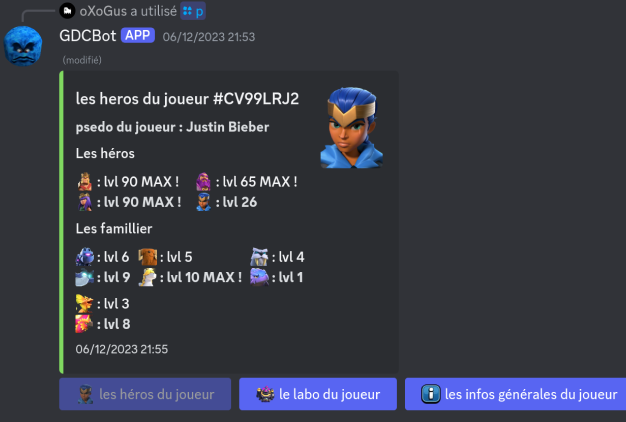 oXoGus a utilisé p
GDCBot APP 06/12/2023 21:53
(modifié)
les heros du joueur #CV99LRJ2
psedo du joueur : Justin Bieber
Les héros
: lvl 90 MAX ! : lvl 65 MAX !
: lvl 90 MAX ! : lvl 26
Les famillier
: lvl 6 : lvl 5 : lvl 4
: lvl 9 : lvl 10 MAX ! : lvl 1
: lvl 3
: lvl 8
06/12/2023 21:55
les héros du joueur le labo du joueur les infos générales du joueur